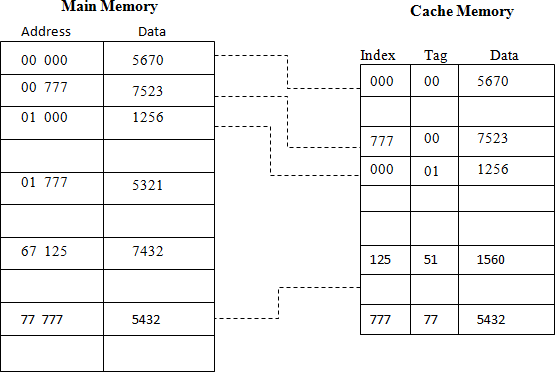 Main Memory
Address Data
00 000 5670
00 777 7523
01 000 1256
01 777 5321
67 125 7432
77 777 5432
Cache Memory
Index Tag Data
000 00 5670
777 00 7523
000 01 1256
125 51 1560
777 77 5432